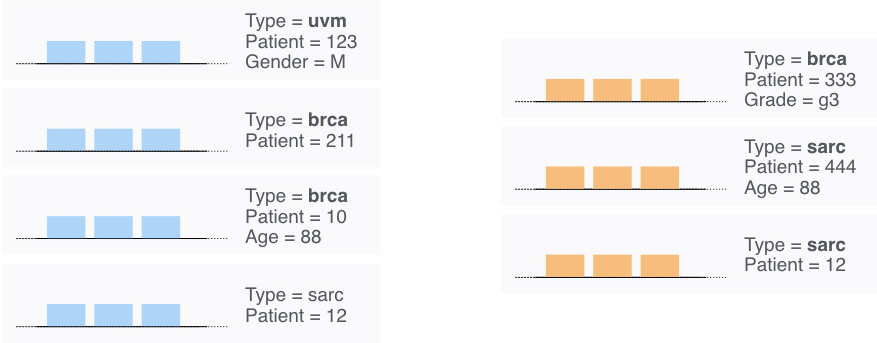 Type = uvm
Patient = 123
Gender = M
Type = brca
Patient = 211
Type = brca
Patient = 10
Age = 88
Type = sarc
Patient = 12
Type = brca
Patient = 333
Grade = g3
Type = sarc
Patient = 444
Age = 88
Type = sarc
Patient = 12